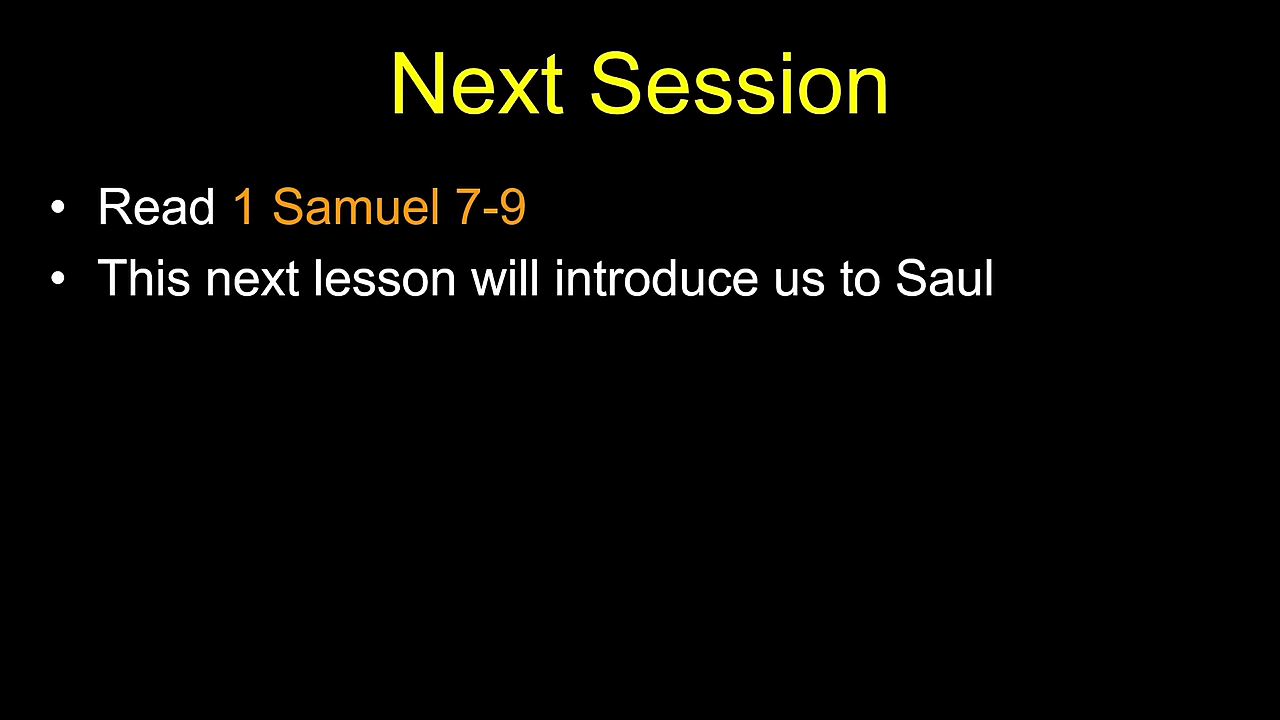 Next Session
• Read 1 Samuel 7-9
• This next lesson will introduce us to Saul